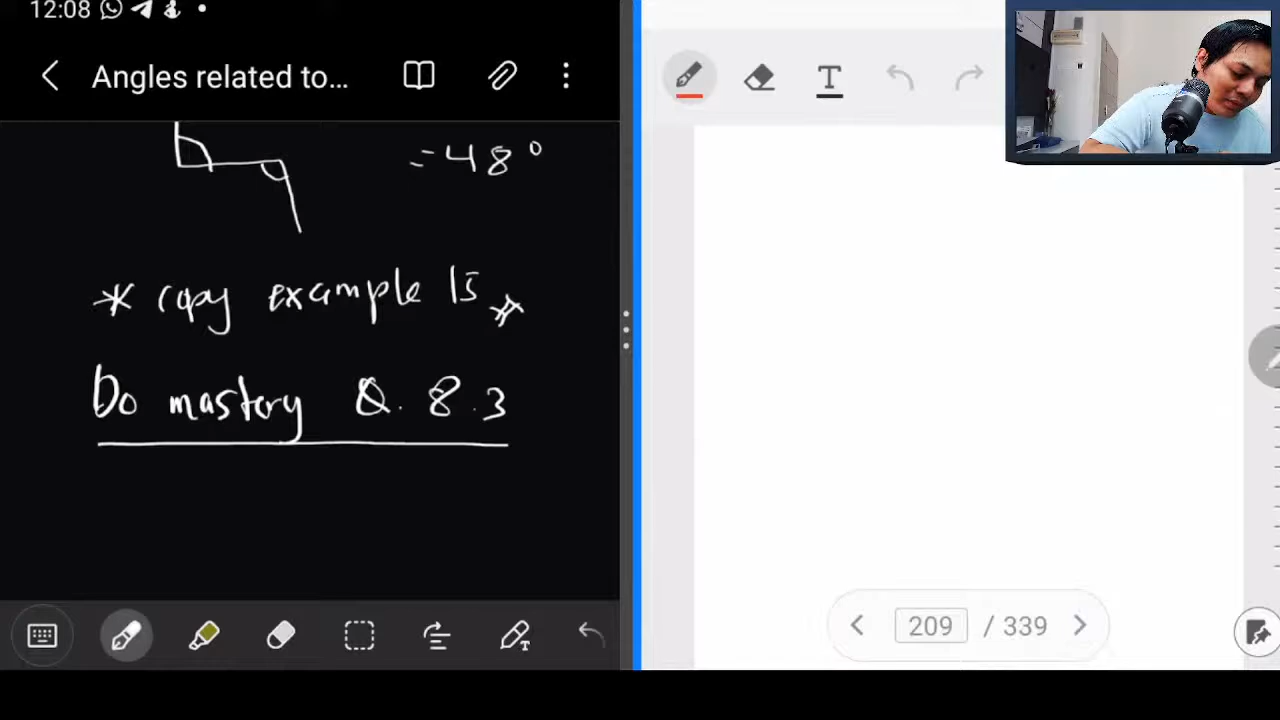 12:08
Angles related to...
T
= 48°
* copy example 15
Do mastery Q. 8.3
209 / 339
T